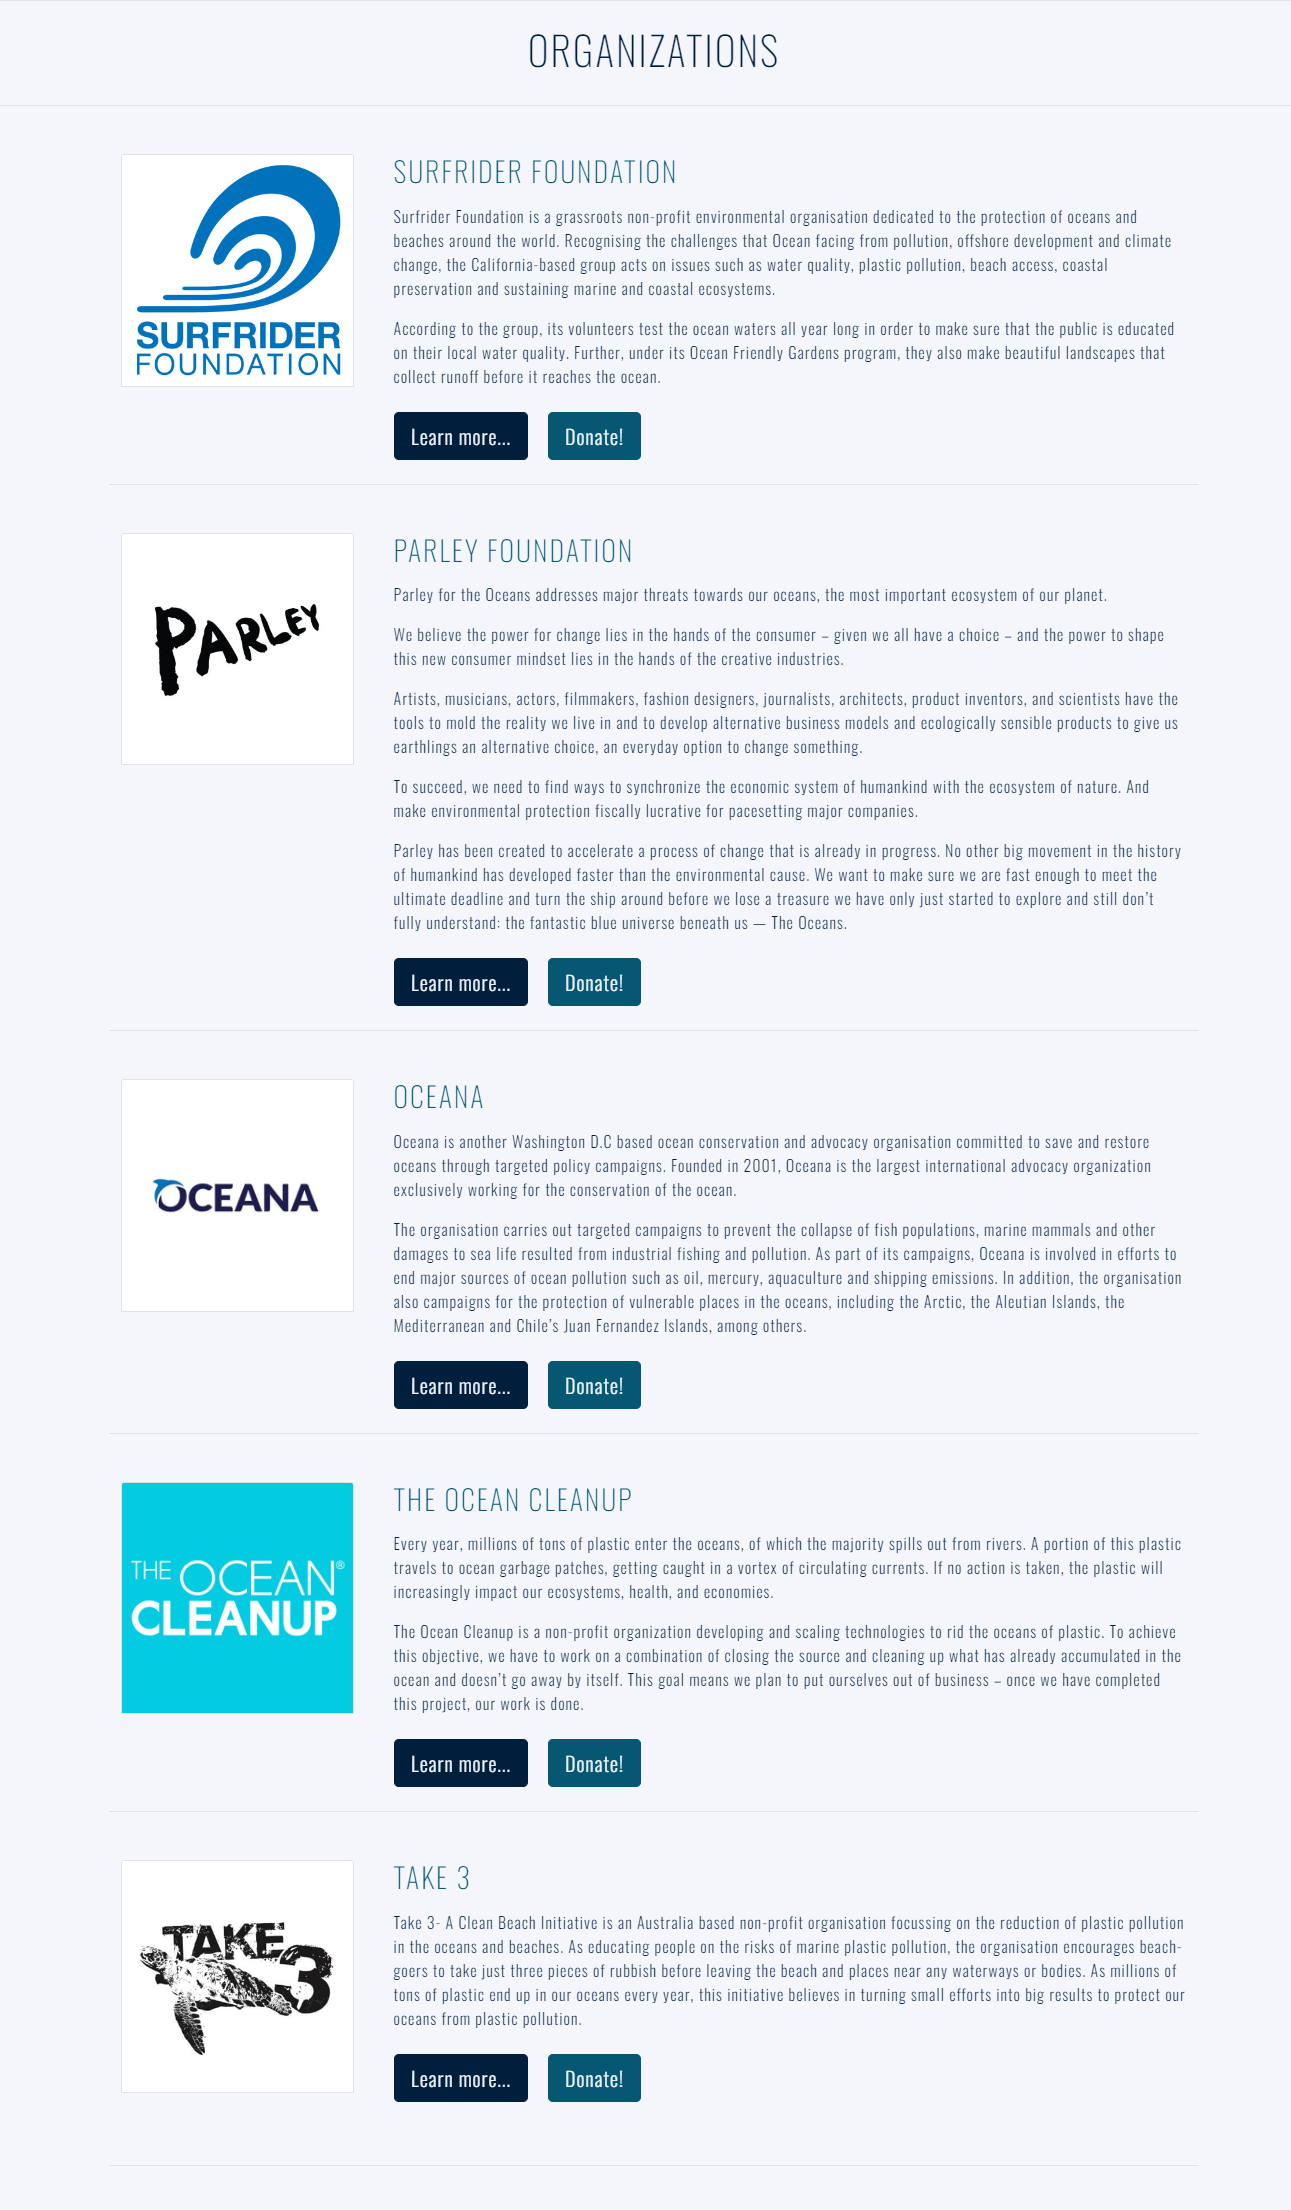 ORGANIZATIONS
SURFRIDER
FOUNDATION
SURFRIDER FOUNDATION
Surfrider Foundation is a grassroots non-profit environmental organisation dedicated to the protection of oceans and
beaches around the world. Recognising the challenges that Ocean facing from pollution, offshore development and climate
change, the California-based group acts on issues such as water quality, plastic pollution, beach access, coastal
preservation and sustaining marine and coastal ecosystems.
According to the group, its volunteers test the ocean waters all year long in order to make sure that the public is educated
on their local water quality. Further, under its Ocean Friendly Gardens program, they also make beautiful landscapes that
collect runoff before it reaches the ocean.
Learn more... Donate!
PARLEY
PARLEY FOUNDATION
Parley for the Oceans addresses major threats towards our oceans, the most important ecosystem of our planet.
We believe the power for change lies in the hands of the consumer – given we all have a choice – and the power to shape
this new consumer mindset lies in the hands of the creative industries.
Artists, musicians, actors, filmmakers, fashion designers, journalists, architects, product inventors, and scientists have the
tools to mold the reality we live in and to develop alternative business models and ecologically sensible products to give us
earthlings an alternative choice, an everyday option to change something.
To succeed, we need to find ways to synchronize the economic system of humankind with the ecosystem of nature. And
make environmental protection fiscally lucrative for pacesetting major companies.
Parley has been created to accelerate a process of change that is already in progress. No other big movement in the history
of humankind has developed faster than the environmental cause. We want to make sure we are fast enough to meet the
ultimate deadline and turn the ship around before we lose a treasure we have only just started to explore and still don’t
fully understand: the fantastic blue universe beneath us — The Oceans.
Learn more... Donate!
OCEANA
OCEANA
Oceana is another Washington D.C based ocean conservation and advocacy organisation committed to save and restore
oceans through targeted policy campaigns. Founded in 2001, Oceana is the largest international advocacy organization
exclusively working for the conservation of the ocean.
The organisation carries out targeted campaigns to prevent the collapse of fish populations, marine mammals and other
damages to sea life resulted from industrial fishing and pollution. As part of its campaigns, Oceana is involved in efforts to
end major sources of ocean pollution such as oil, mercury, aquaculture and shipping emissions. In addition, the organisation
also campaigns for the protection of vulnerable places in the oceans, including the Arctic, the Aleutian Islands, the
Mediterranean and Chile’s Juan Fernandez Islands, among others.
Learn more... Donate!
THE OCEAN®
CLEANUP
THE OCEAN CLEANUP
Every year, millions of tons of plastic enter the oceans, of which the majority spills out from rivers. A portion of this plastic
travels to ocean garbage patches, getting caught in a vortex of circulating currents. If no action is taken, the plastic will
increasingly impact our ecosystems, health, and economies.
The Ocean Cleanup is a non-profit organization developing and scaling technologies to rid the oceans of plastic. To achieve
this objective, we have to work on a combination of closing the source and cleaning up what has already accumulated in the
ocean and doesn’t go away by itself. This goal means we plan to put ourselves out of business – once we have completed
this project, our work is done.
Learn more... Donate!
TAKE
3
TAKE 3
Take 3- A Clean Beach Initiative is an Australia based non-profit organisation focussing on the reduction of plastic pollution
in the oceans and beaches. As educating people on the risks of marine plastic pollution, the organisation encourages beach-
goers to take just three pieces of rubbish before leaving the beach and places near any waterways or bodies. As millions of
tons of plastic end up in our oceans every year, this initiative believes in turning small efforts into big results to protect our
oceans from plastic pollution.
Learn more... Donate!